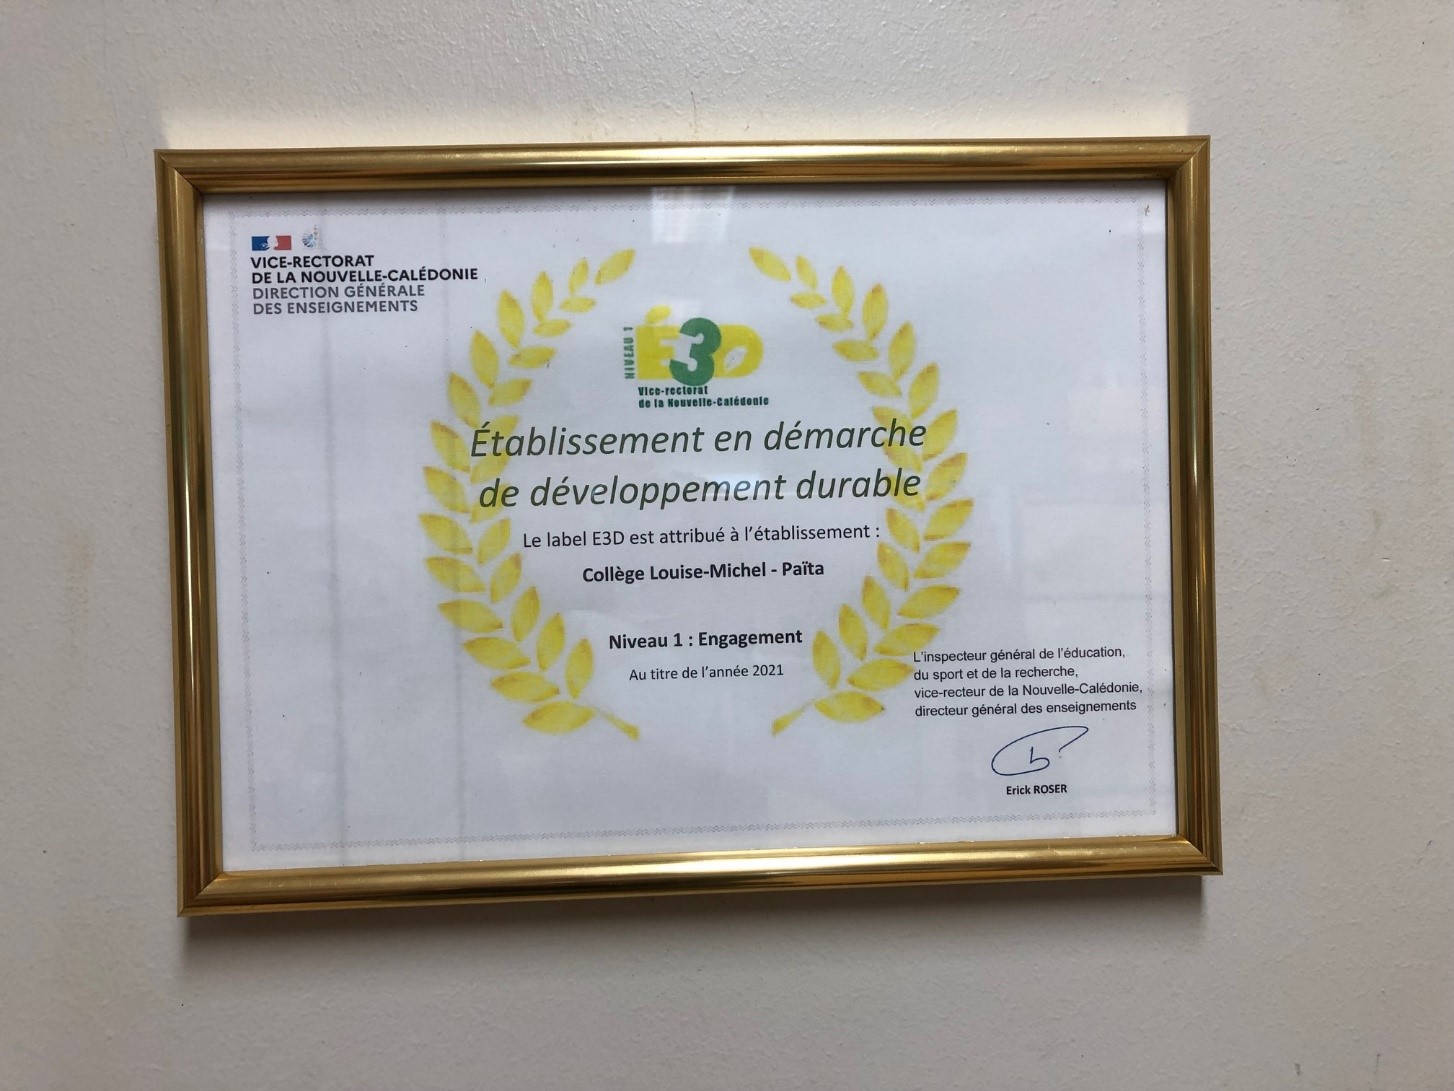 VICE-RECTORAT
DE LA NOUVELLE-CALÉDONIE
DIRECTION GÉNÉRALE
DES ENSEIGNEMENTS
NIVEAU 1
É3D
Vice-rectorat
de la Nouvelle-Calédonie
Établissement en démarche
de développement durable
Le label E3D est attribué à l'établissement :
Collège Louise-Michel - Païta
Niveau 1 : Engagement
Au titre de l'année 2021
L'inspecteur général de l'éducation,
du sport et de la recherche,
vice-recteur de la Nouvelle-Calédonie,
directeur général des enseignements
Erick ROSER